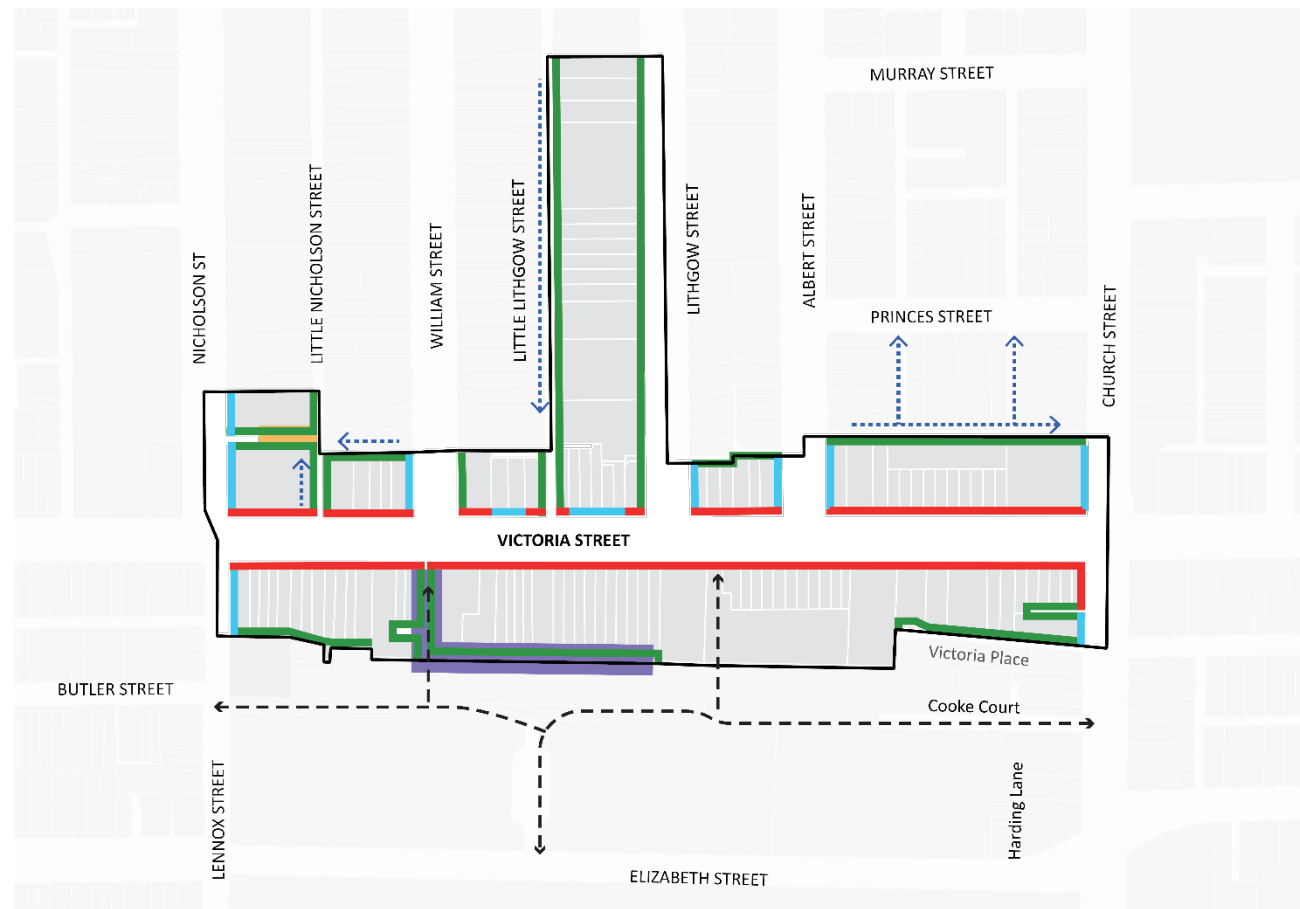 MURRAY STREET
NICHOLSON ST
LITTLE NICHOLSON STREET
WILLIAM STREET
LITTLE LITHGOW STREET
LITHGOW STREET
ALBERT STREET
PRINCES STREET
CHURCH STREET
VICTORIA STREET
Victoria Place
BUTLER STREET
Cooke Court
LENNOX STREET
Harding Lane
ELIZABETH STREET